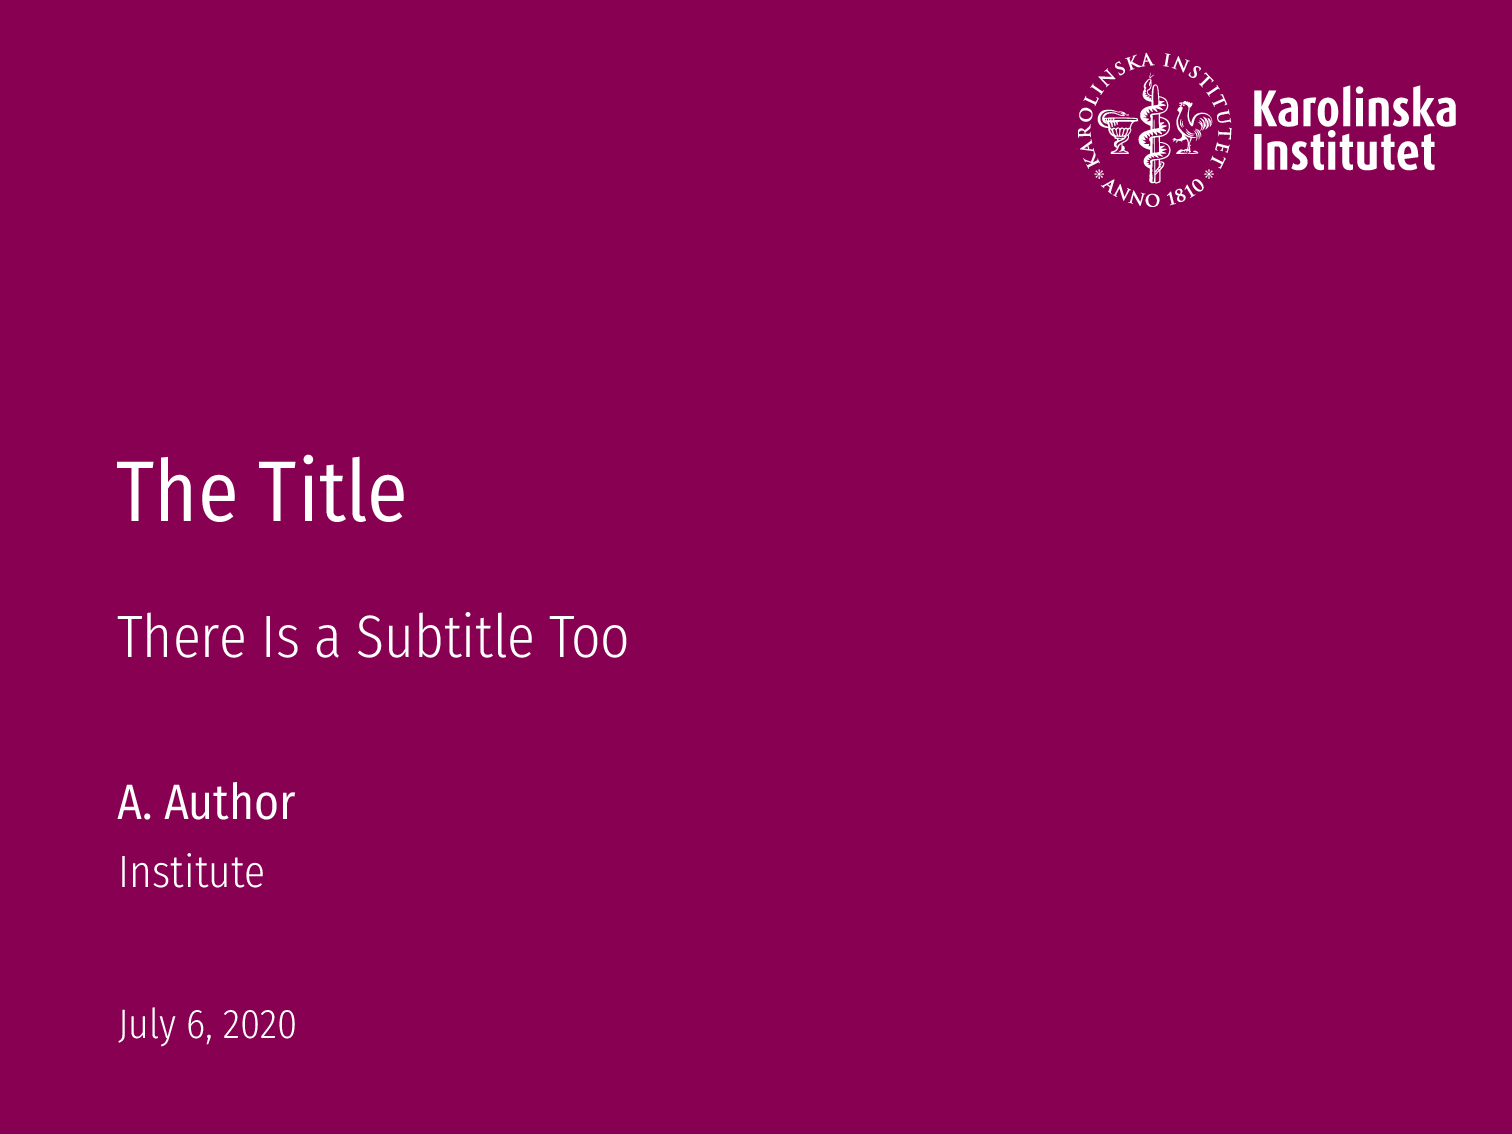 KAROLINSKA INSTITUTET
ANNO 1810
Karolinska
Institutet
The Title
There Is a Subtitle Too
A. Author
Institute
July 6, 2020